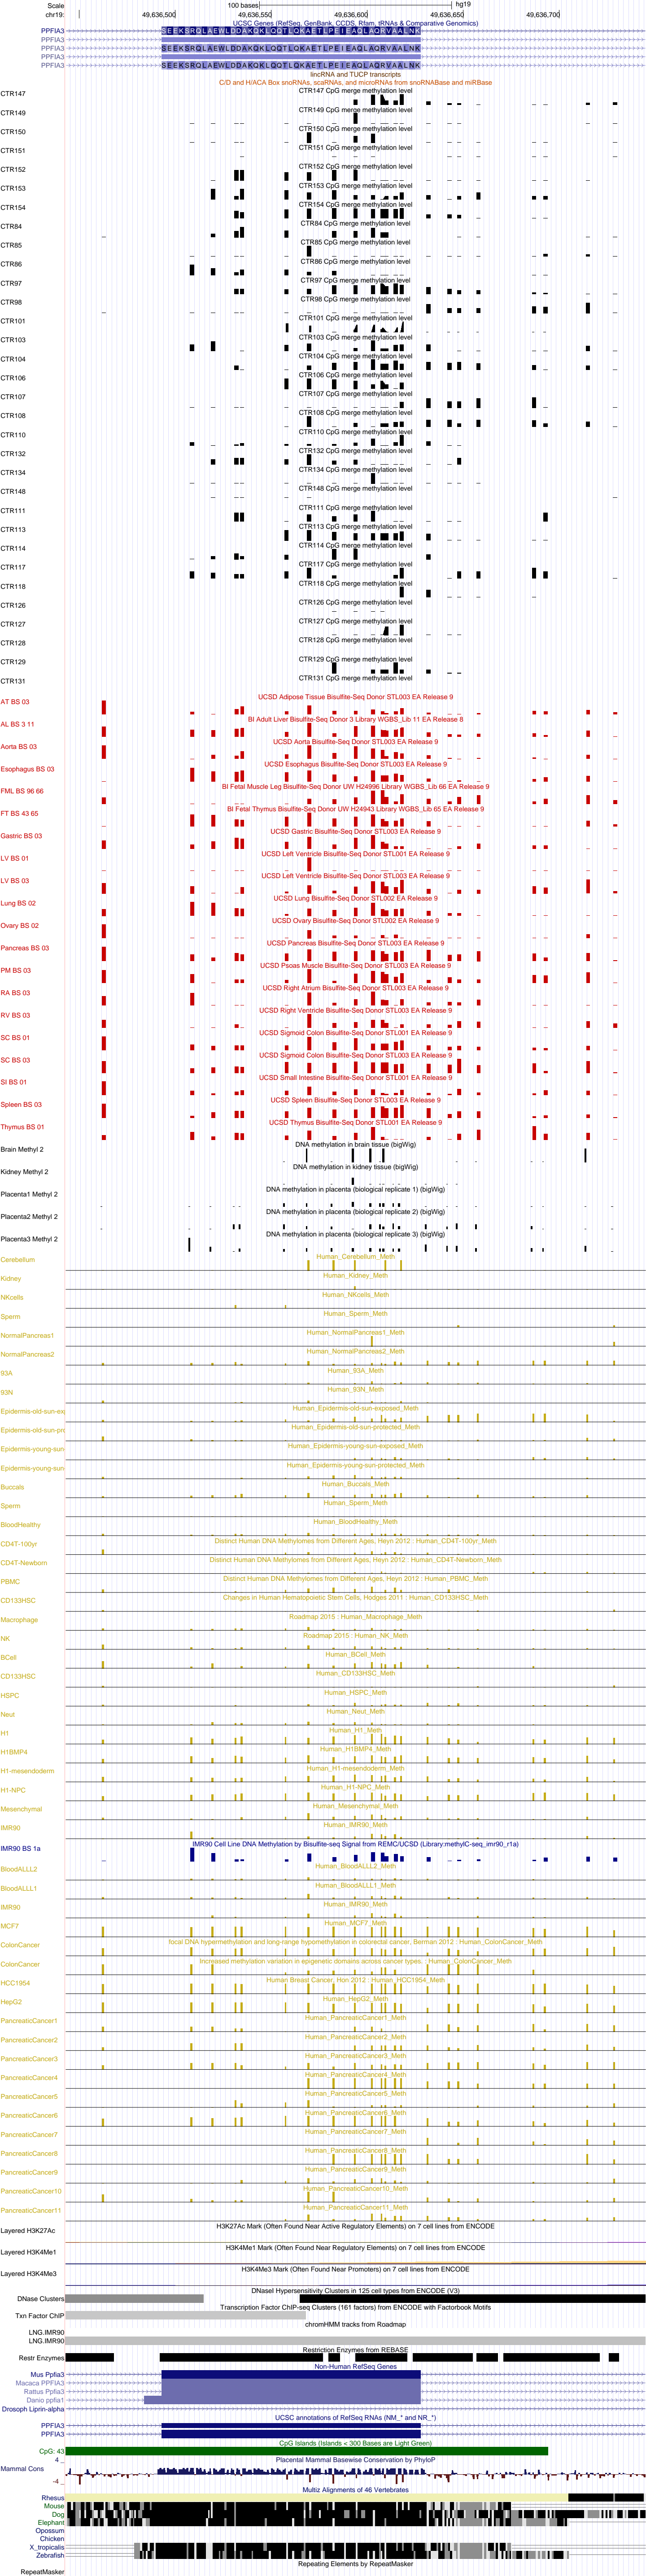 Scale 100 bases hg19
chr19: 49,636,500 49,636,550 49,636,600 49,636,650 49,636,700
UCSC Genes (RefSeq, GenBank, CCDS, Rfam, tRNAs & Comparative Genomics)
PPFIA3
PPFIA3
PPFIA3
PPFIA3
PPFIA3
lincRNA and TUCP transcripts
C/D and H/ACA Box snoRNAs, scaRNAs, and microRNAs from snoRNABase and miRBase
CTR147 CpG merge methylation level
CTR147
CTR149 CpG merge methylation level
CTR149
CTR150 CpG merge methylation level
CTR150
CTR151 CpG merge methylation level
CTR151
CTR152 CpG merge methylation level
CTR152
CTR153 CpG merge methylation level
CTR153
CTR154 CpG merge methylation level
CTR154
CTR84 CpG merge methylation level
CTR84
CTR85 CpG merge methylation level
CTR85
CTR86 CpG merge methylation level
CTR86
CTR97 CpG merge methylation level
CTR97
CTR98 CpG merge methylation level
CTR98
CTR101 CpG merge methylation level
CTR101
CTR103 CpG merge methylation level
CTR103
CTR104 CpG merge methylation level
CTR104
CTR106 CpG merge methylation level
CTR106
CTR107 CpG merge methylation level
CTR107
CTR108 CpG merge methylation level
CTR108
CTR110 CpG merge methylation level
CTR110
CTR132 CpG merge methylation level
CTR132
CTR134 CpG merge methylation level
CTR134
CTR148 CpG merge methylation level
CTR148
CTR111 CpG merge methylation level
CTR111
CTR113 CpG merge methylation level
CTR113
CTR114 CpG merge methylation level
CTR114
CTR117 CpG merge methylation level
CTR117
CTR118 CpG merge methylation level
CTR118
CTR126 CpG merge methylation level
CTR126
CTR127 CpG merge methylation level
CTR127
CTR128 CpG merge methylation level
CTR128
CTR129 CpG merge methylation level
CTR129
CTR131 CpG merge methylation level
CTR131
UCSD Adipose Tissue Bisulfite-Seq Donor STL003 EA Release 9
AT BS 03
BI Adult Liver Bisulfite-Seq Donor 3 Library WGBS_Lib 11 EA Release 8
AL BS 3 11
UCSD Aorta Bisulfite-Seq Donor STL003 EA Release 9
Aorta BS 03
UCSD Esophagus Bisulfite-Seq Donor STL003 EA Release 9
Esophagus BS 03
BI Fetal Muscle Leg Bisulfite-Seq Donor UW H24996 Library WGBS_Lib 66 EA Release 9
FML BS 96 66
BI Fetal Thymus Bisulfite-Seq Donor UW H24943 Library WGBS_Lib 65 EA Release 9
FT BS 43 65
UCSD Gastric Bisulfite-Seq Donor STL003 EA Release 9
Gastric BS 03
UCSD Left Ventricle Bisulfite-Seq Donor STL001 EA Release 9
LV BS 01
UCSD Left Ventricle Bisulfite-Seq Donor STL003 EA Release 9
LV BS 03
UCSD Lung Bisulfite-Seq Donor STL002 EA Release 9
Lung BS 02
UCSD Ovary Bisulfite-Seq Donor STL002 EA Release 9
Ovary BS 02
UCSD Pancreas Bisulfite-Seq Donor STL003 EA Release 9
Pancreas BS 03
UCSD Psoas Muscle Bisulfite-Seq Donor STL003 EA Release 9
PM BS 03
UCSD Right Atrium Bisulfite-Seq Donor STL003 EA Release 9
RA BS 03
UCSD Right Ventricle Bisulfite-Seq Donor STL003 EA Release 9
RV BS 03
UCSD Sigmoid Colon Bisulfite-Seq Donor STL001 EA Release 9
SC BS 01
UCSD Sigmoid Colon Bisulfite-Seq Donor STL003 EA Release 9
SC BS 03
UCSD Small Intestine Bisulfite-Seq Donor STL001 EA Release 9
SI BS 01
UCSD Spleen Bisulfite-Seq Donor STL003 EA Release 9
Spleen BS 03
UCSD Thymus Bisulfite-Seq Donor STL001 EA Release 9
Thymus BS 01
DNA methylation in brain tissue (bigWig)
Brain Methyl 2
DNA methylation in kidney tissue (bigWig)
Kidney Methyl 2
DNA methylation in placenta (biological replicate 1) (bigWig)
Placenta1 Methyl 2
DNA methylation in placenta (biological replicate 2) (bigWig)
Placenta2 Methyl 2
DNA methylation in placenta (biological replicate 3) (bigWig)
Placenta3 Methyl 2
Human_Cerebellum_Meth
Cerebellum
Human_Kidney_Meth
Kidney
Human_NKcells_Meth
NKcells
Human_Sperm_Meth
Sperm
Human_NormalPancreas1_Meth
NormalPancreas1
Human_NormalPancreas2_Meth
NormalPancreas2
Human_93A_Meth
93A
Human_93N_Meth
93N
Human_Epidermis-old-sun-exposed_Meth
Epidermis-old-sun-ex
Human_Epidermis-old-sun-protected_Meth
Epidermis-old-sun-pr
Human_Epidermis-young-sun-exposed_Meth
Epidermis-young-sun
Human_Epidermis-young-sun-protected_Meth
Epidermis-young-sun
Human_Buccals_Meth
Buccals
Human_Sperm_Meth
Sperm
Human_BloodHealthy_Meth
BloodHealthy
Distinct Human DNA Methylomes from Different Ages, Heyn 2012 : Human_CD4T-100yr_Meth
CD4T-100yr
Distinct Human DNA Methylomes from Different Ages, Heyn 2012 : Human_CD4T-Newborn_Meth
CD4T-Newborn
Distinct Human DNA Methylomes from Different Ages, Heyn 2012 : Human_PBMC_Meth
PBMC
Changes in Human Hematopoietic Stem Cells, Hodges 2011 : Human_CD133HSC_Meth
CD133HSC
Roadmap 2015 : Human_Macrophage_Meth
Macrophage
Roadmap 2015 : Human_NK_Meth
NK
Human_BCell_Meth
BCell
Human_CD133HSC_Meth
CD133HSC
Human_HSPC_Meth
HSPC
Human_Neut_Meth
Neut
Human_H1_Meth
H1
Human_H1BMP4_Meth
H1BMP4
Human_H1-mesendoderm_Meth
H1-mesendoderm
Human_H1-NPC_Meth
H1-NPC
Human_Mesenchymal_Meth
Mesenchymal
Human_IMR90_Meth
IMR90
IMR90 Cell Line DNA Methylation by Bisulfite-seq Signal from REMC/UCSD (Library:methylC-seq_imr90_r1a)
IMR90 BS 1a
Human_BloodALLL2_Meth
BloodALLL2
Human_BloodALLL1_Meth
BloodALLL1
Human_IMR90_Meth
IMR90
Human_MCF7_Meth
MCF7
focal DNA hypermethylation and long-range hypomethylation in colorectal cancer, Berman 2012 : Human_ColonCancer_Meth
ColonCancer
Increased methylation variation in epigenetic domains across cancer types. : Human_ColonCancer_Meth
ColonCancer
Human Breast Cancer, Hon 2012 : Human_HCC1954_Meth
HCC1954
Human_HepG2_Meth
HepG2
Human_PancreaticCancer1_Meth
PancreaticCancer1
Human_PancreaticCancer2_Meth
PancreaticCancer2
Human_PancreaticCancer3_Meth
PancreaticCancer3
Human_PancreaticCancer4_Meth
PancreaticCancer4
Human_PancreaticCancer5_Meth
PancreaticCancer5
Human_PancreaticCancer6_Meth
PancreaticCancer6
Human_PancreaticCancer7_Meth
PancreaticCancer7
Human_PancreaticCancer8_Meth
PancreaticCancer8
Human_PancreaticCancer9_Meth
PancreaticCancer9
Human_PancreaticCancer10_Meth
PancreaticCancer10
Human_PancreaticCancer11_Meth
PancreaticCancer11
H3K27Ac Mark (Often Found Near Active Regulatory Elements) on 7 cell lines from ENCODE
Layered H3K27Ac
H3K4Me1 Mark (Often Found Near Regulatory Elements) on 7 cell lines from ENCODE
Layered H3K4Me1
H3K4Me3 Mark (Often Found Near Promoters) on 7 cell lines from ENCODE
Layered H3K4Me3
DNaseI Hypersensitivity Clusters in 125 cell types from ENCODE (V3)
DNase Clusters
Transcription Factor ChIP-seq Clusters (161 factors) from ENCODE with Factorbook Motifs
Txn Factor ChIP
chromHMM tracks from Roadmap
LNG.IMR90
LNG.IMR90
Restriction Enzymes from REBASE
Restr Enzymes
Non-Human RefSeq Genes
Mus Ppfia3
Macaca PPFIA3
Rattus Ppfia3
Danio ppfia1
Drosoph Liprin-alpha
UCSC annotations of RefSeq RNAs (NM_* and NR_*)
PPFIA3
PPFIA3
CpG Islands (Islands < 300 Bases are Light Green)
CpG: 43
Placental Mammal Basewise Conservation by PhyloP
4 _
Mammal Cons
-4 _
Multiz Alignments of 46 Vertebrates
Rhesus
Mouse
Dog
Elephant
Opossum
Chicken
X_tropicalis
Zebrafish
Repeating Elements by RepeatMasker
RepeatMasker